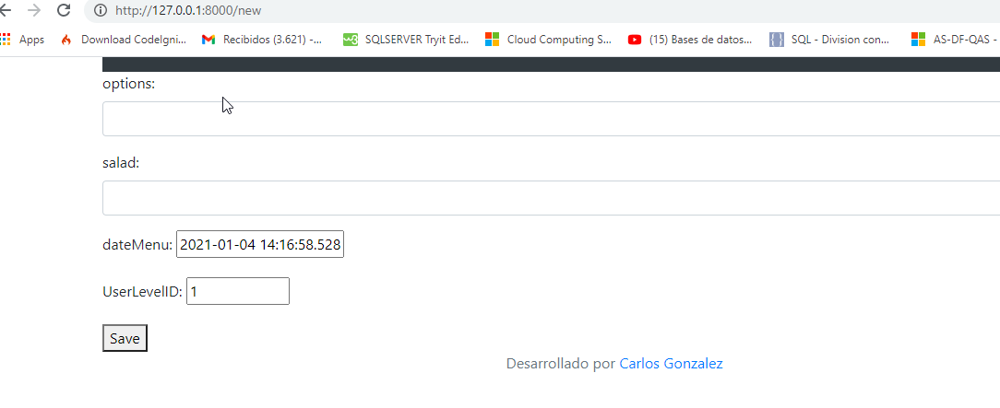 http://127.0.0.1:8000/new
Apps Download CodeIgni... Recibidos (3.621) -... SQLSERVER Tryit Ed... Cloud Computing S... (15) Bases de datos... SQL - Division con... AS-DF-QAS -
options:
salad:
dateMenu: 2021-01-04 14:16:58.528
UserLevelID: 1
Save
Desarrollado por Carlos Gonzalez